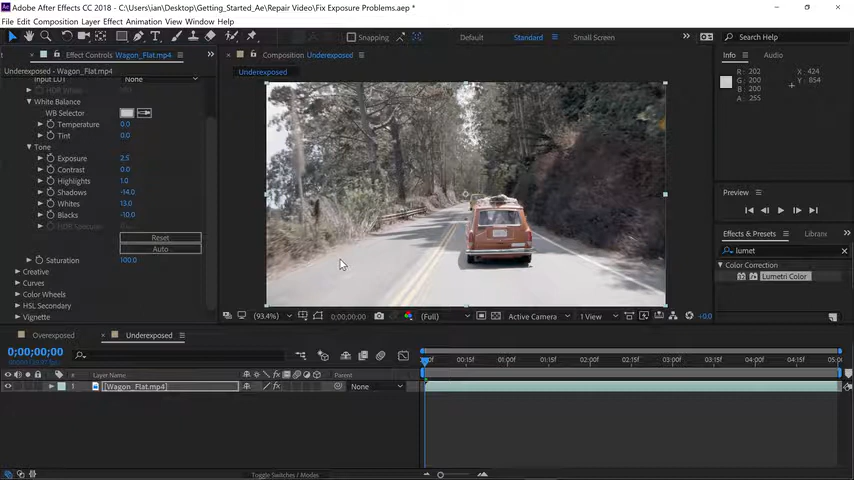 Adobe After Effects CC 2018 - C:\Users\ian\Desktop\Getting_Started_Ae\Repair Video\Fix Exposure Problems.aep *
File Edit Composition Layer Effect Animation View Window Help
Snapping Default Standard Small Screen Search Help
Effect Controls Wagon_Flat.mp4
Composition Underexposed
Info Audio
Underexposed • Wagon_Flat.mp4
Underexposed
Input LUT None
White Balance
WB Selector
Temperature 0.0
Tint 0.0
Tone
Exposure 2.5
Contrast 0.0
Highlights 1.0
Shadows -14.0
Whites 13.0
Blacks -10.0
Reset
Auto
Saturation 100.0
Creative
Curves
Color Wheels
HSL Secondary
Vignette
R: 202 X: 424
G: 200 Y: 854
B: 200
A: 255
Preview
Effects & Presets Librari
lumet
Color Correction
Lumetri Color
(93.4%) 0;00;00;00 (Full) Active Camera 1 View +0.0
Overexposed Underexposed
0;00;00;00
00:15f 01:00f 01:15f 02:00f 02:15f 03:00f 03:15f 04:00f 04:15f 05:0
# Layer Name Parent
1 [Wagon_Flat.mp4] None
Toggle Switches / Modes